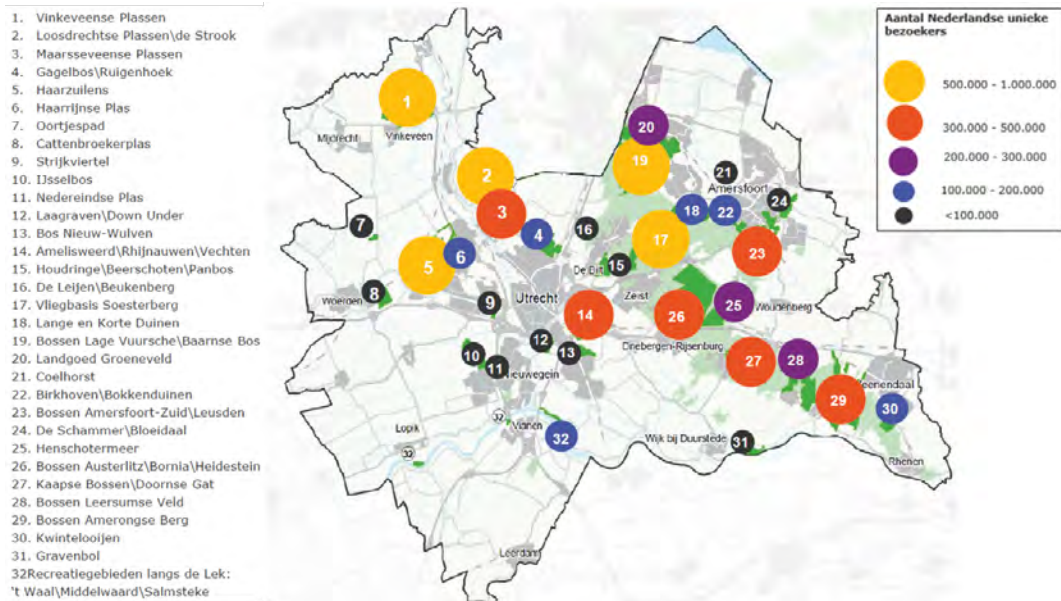 1. Vinkeveense Plassen
2. Loosdrechtse Plassen\de Strook
3. Maarsseveense Plassen
4. Gagelbos\Ruigenhoek
5. Haarzuilens
6. Haarrijnse Plas
7. Oortjespad
8. Cattenbroekerplas
9. Strijkviertel
10. IJsselbos
11. Nedereindse Plas
12. Laagraven\Down Under
13. Bos Nieuw-Wulven
14. Amelisweerd\Rhijnauwen\Vechten
15. Houdringe\Beerschoten\Panbos
16. De Leijen\Beukenberg
17. Vliegbasis Soesterberg
18. Lange en Korte Duinen
19. Bossen Lage Vuursche\Baarnse Bos
20. Landgoed Groeneveld
21. Coelhorst
22. Birkhoven\Bokkenduinen
23. Bossen Amersfoort-Zuid\Leusden
24. De Schammer\Bloeidaal
25. Henschotermeer
26. Bossen Austerlitz\Bornia\Heidestein
27. Kaapse Bossen\Doornse Gat
28. Bossen Leersumse Veld
29. Bossen Amerongse Berg
30. Kwintelooijen
31. Gravenbol
32Recreatiegebieden langs de Lek:
't Waal\Middelwaard\Salmsteke
Aantal Nederlandse unieke
bezoekers
500.000 - 1.000.000
300.000 - 500.000
200.000 - 300.000
100.000 - 200.000
<100.000
1
Mijdrecht
Vinkeveen
20
19
2
21
Amersfoort
24
3
18
22
7
4
16
17
23
5
6
De Bilt
15
8
Woerden
9
Utrecht
Zeist
25
Woudenberg
14
26
Driebergen-Rijsenburg
12
10
13
11
Nieuwegein
27
28
Veenendaal
29
30
32
Lopik
Vianen
32
32
Wijk bij Duurstede
31
Rhenen
Leerdam